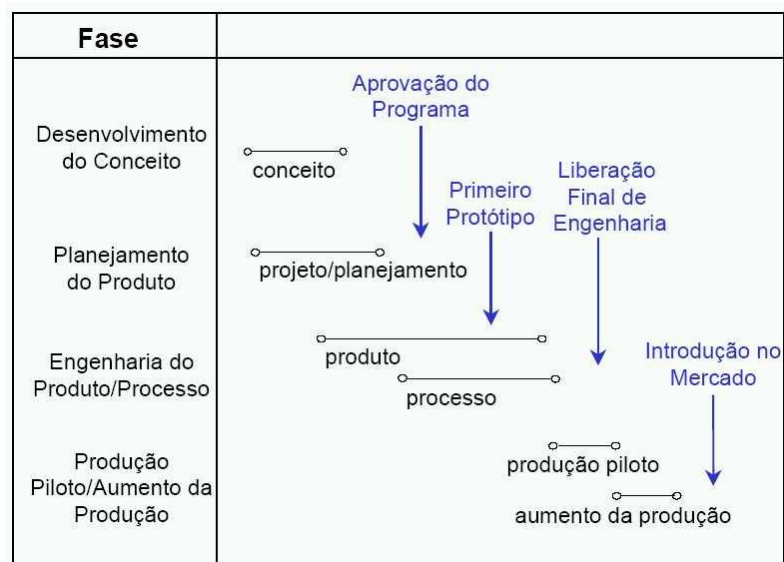 Fase
Aprovação do
Programa
Desenvolvimento
do Conceito
conceito
Liberação
Final de
Engenharia
Primeiro
Protótipo
Planejamento
do Produto
projeto/planejamento
Engenharia do
Produto/Processo
produto
processo
Introdução no
Mercado
Produção
Piloto/Aumento da
Produção
produção piloto
aumento da produção